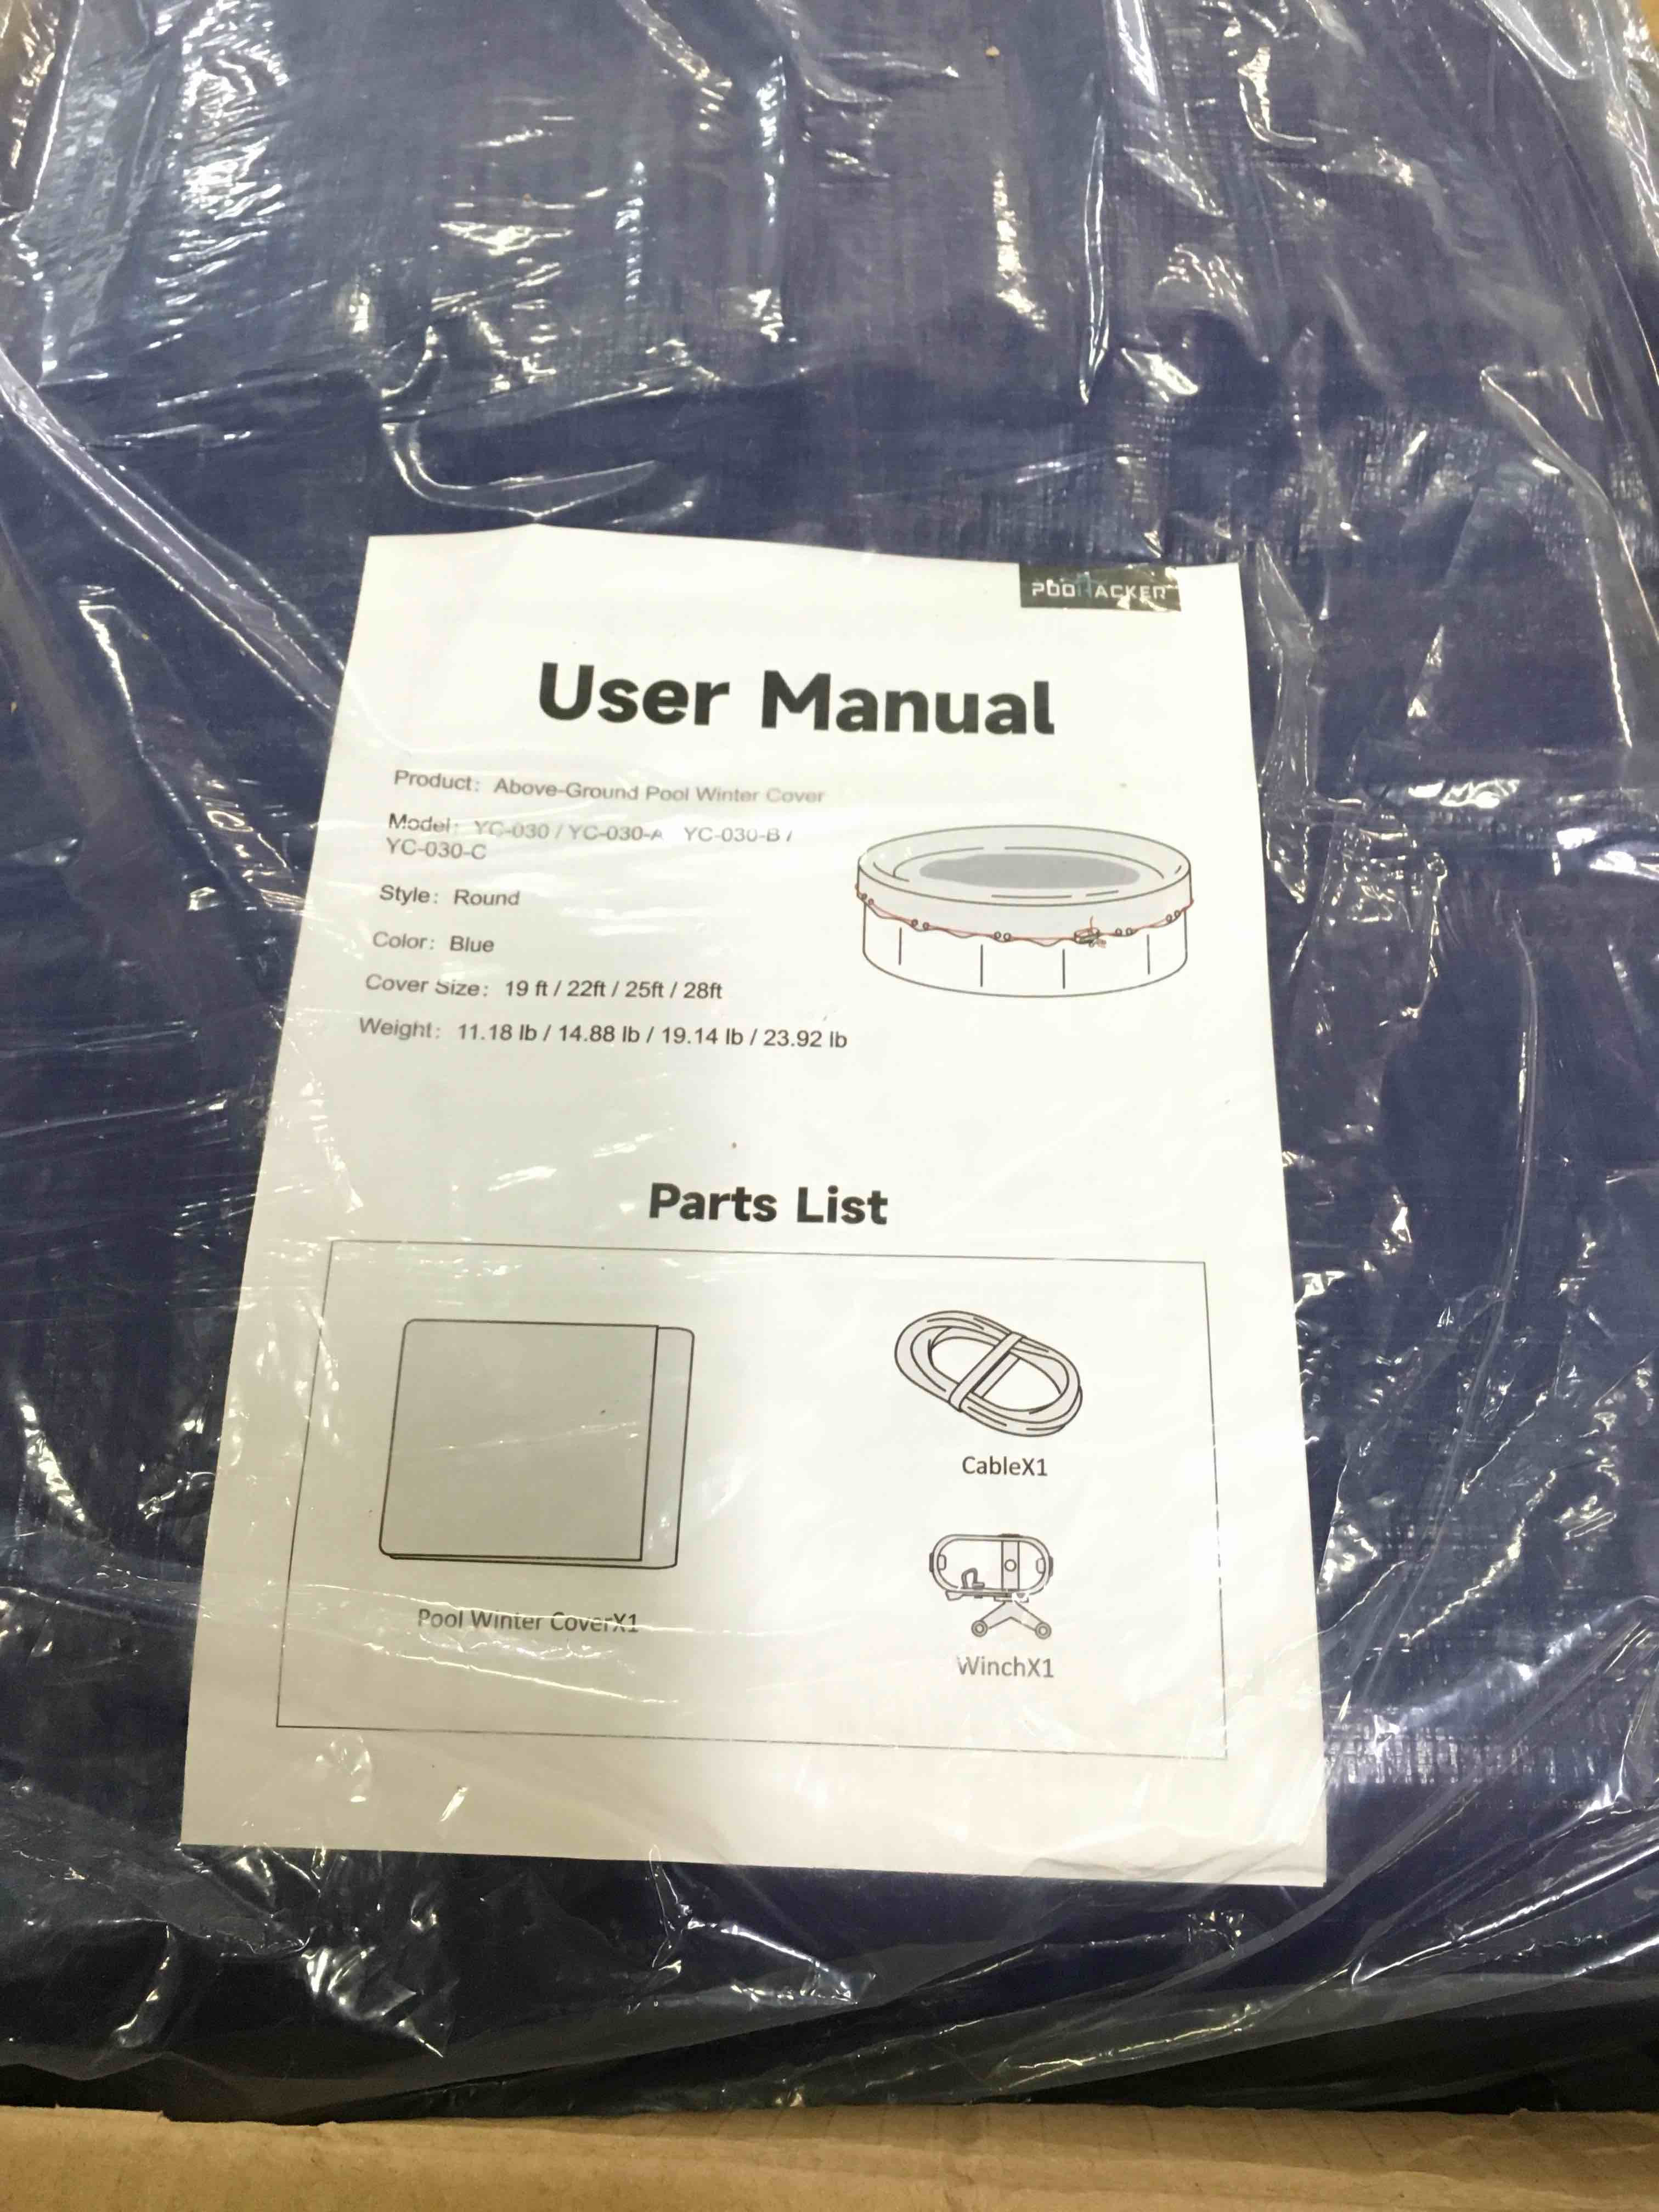 User Manual
Product: Above-Ground Pool Winter Cover
Model: YC-030 / YC-030-A YC-030-B /
YC-030-C
Style: Round
Color: Blue
Cover Size: 19 ft / 22ft / 25ft / 28ft
Weight: 11.18 lb / 14.88 lb / 19.14 lb / 23.92 lb
Parts List
CableX1
Pool Winter CoverX1
WinchX1